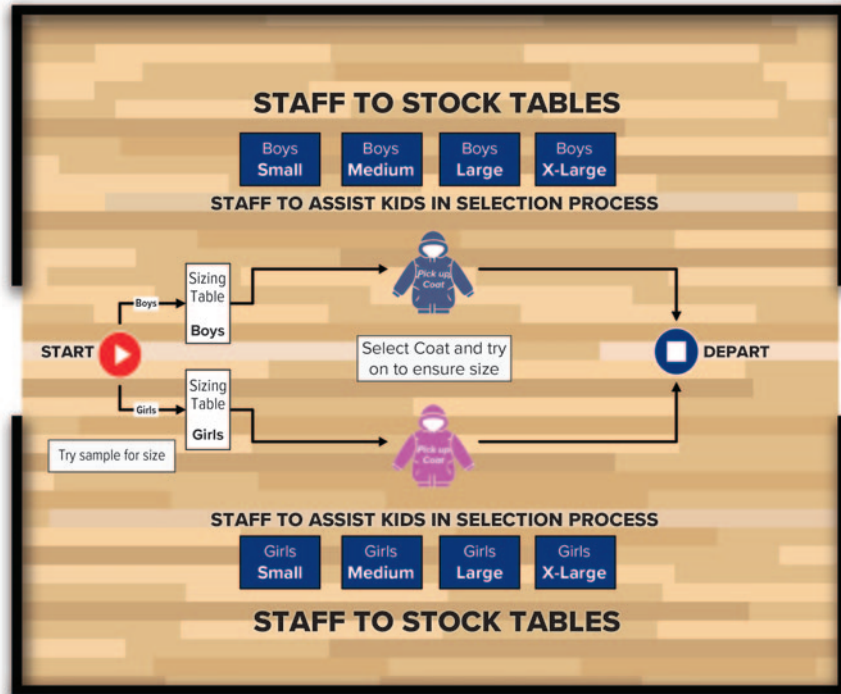 STAFF TO STOCK TABLES
Boys
Small
Boys
Medium
Boys
Large
Boys
X-Large
STAFF TO ASSIST KIDS IN SELECTION PROCESS
Boys
Sizing
Table
Boys
Pick up
Coat
START
Select Coat and try
on to ensure size
DEPART
Girls
Sizing
Table
Girls
Try sample for size
Pick up
Coat
STAFF TO ASSIST KIDS IN SELECTION PROCESS
Girls
Small
Girls
Medium
Girls
Large
Girls
X-Large
STAFF TO STOCK TABLES